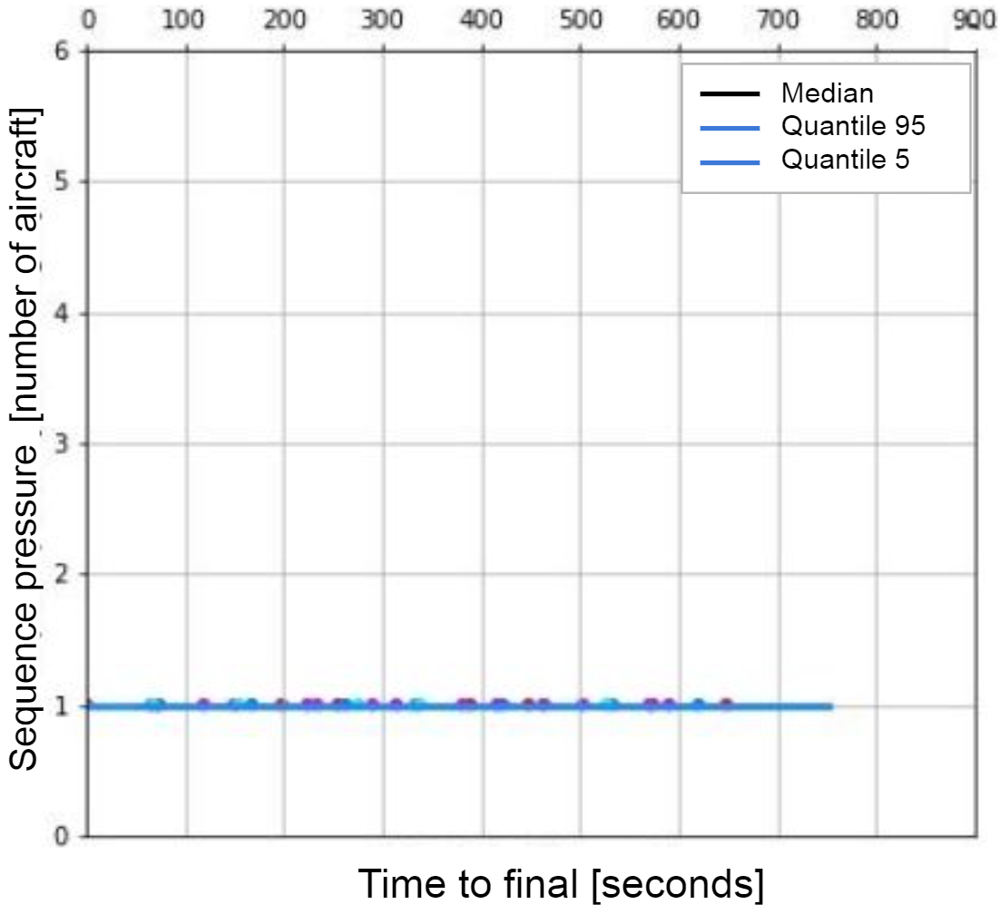 0 100 200 300 400 500 600 700 800 900
6
5
4
3
2
1
0
Median
Quantile 95
Quantile 5
Sequence pressure [number of aircraft]
Time to final [seconds]